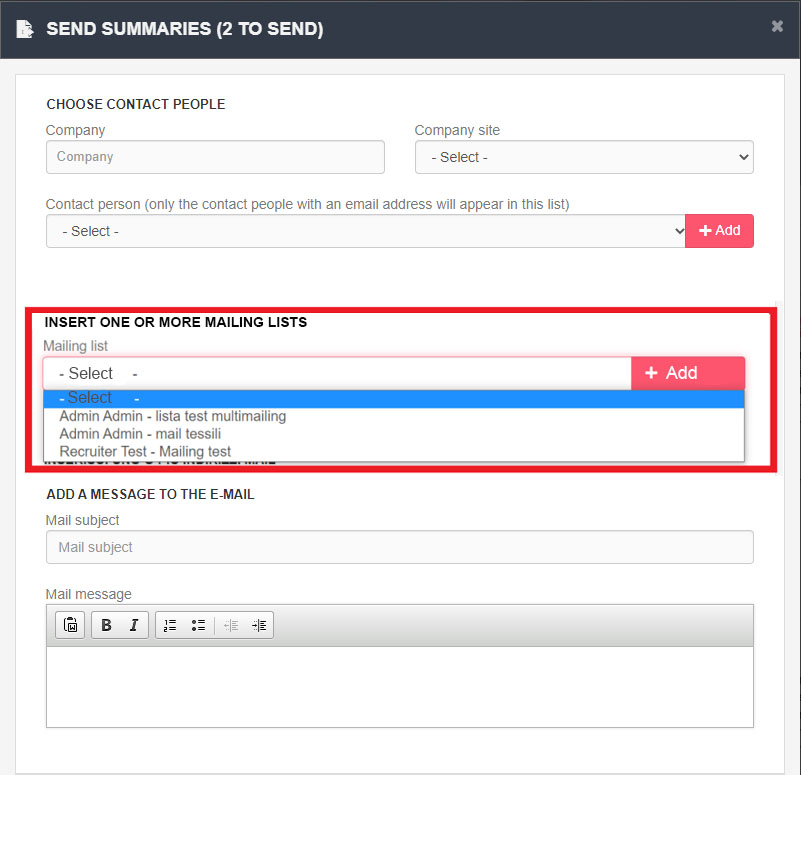 SEND SUMMARIES (2 TO SEND)
CHOOSE CONTACT PEOPLE
Company
Company site
Company
- Select -
Contact person (only the contact people with an email address will appear in this list)
- Select -
+ Add
INSERT ONE OR MORE MAILING LISTS
Mailing list
- Select -
+ Add
- Select -
Admin Admin - lista test multimailing
Admin Admin - mail tessili
Recruiter Test - Mailing test
ADD A MESSAGE TO THE E-MAIL
Mail subject
Mail subject
Mail message
B I